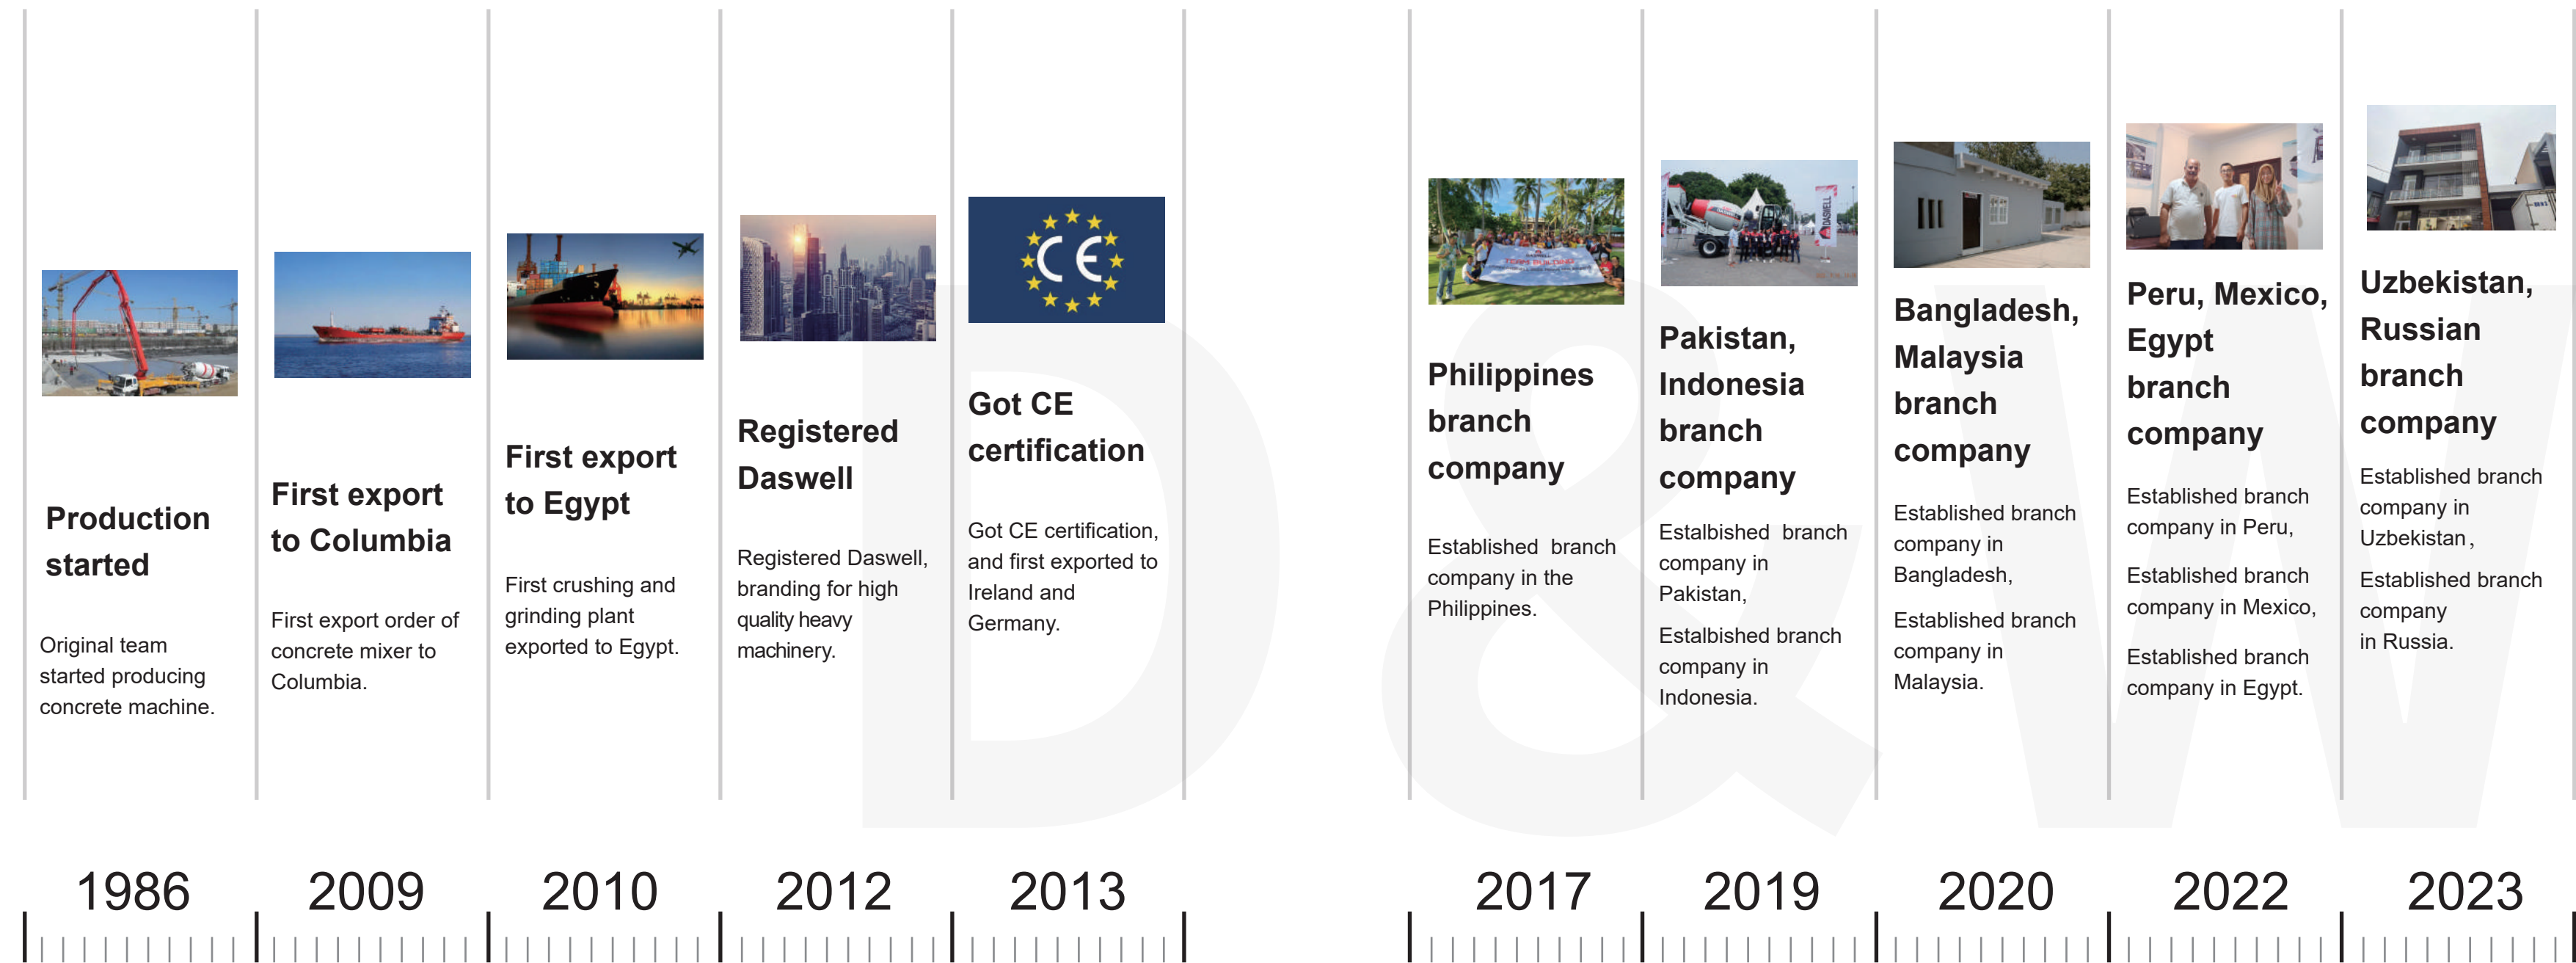 Production
started
Original team
started producing
concrete machine.
1986
First export
to Columbia
First export order of
concrete mixer to
Columbia.
2009
First export
to Egypt
First crushing and
grinding plant
exported to Egypt.
2010
Registered
Daswell
Registered Daswell,
branding for high
quality heavy
machinery.
2012
CE
Got CE
certification
Got CE certification,
and first exported to
Ireland and
Germany.
2013
Philippines
branch
company
Established branch
company in the
Philippines.
2017
DASWELL
Pakistan,
Indonesia
branch
company
Estalbished branch
company in
Pakistan,
Estalbished branch
company in
Indonesia.
2019
Bangladesh,
Malaysia
branch
company
Established branch
company in
Bangladesh,
Established branch
company in
Malaysia.
2020
Peru, Mexico,
Egypt
branch
company
Established branch
company in Peru,
Established branch
company in Mexico,
Established branch
company in Egypt.
2022
Uzbekistan,
Russian
branch
company
Established branch
company in
Uzbekistan,
Established branch
company
in Russia.
2023
D&W